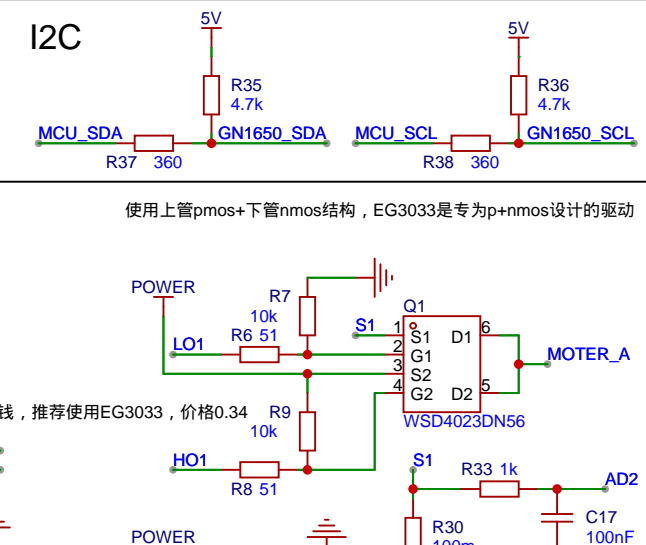 I2C
5V
5V
R35
4.7k
R36
4.7k
MCU_SDA
GN1650_SDA
MCU_SCL
GN1650_SCL
R37 360
R38 360
使用上管pmos+下管nmos结构，EG3033是专为p+nmos设计的驱动
POWER
R7
10k
Q1
R6 51
LO1
S1
1
2
3
4
S1
G1
S2
G2
D1
D2
6
5
MOTER_A
WSD4023DN56
钱，推荐使用EG3033，价格0.34
R9
10k
HO1
R8 51
S1
R33 1k
AD2
R30
100m
C17
100nF
POWER